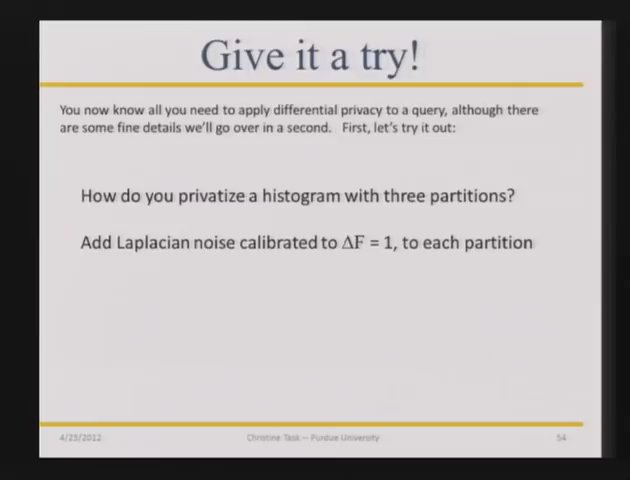 Give it a try!
You now know all you need to apply differential privacy to a query, although there
are some fine details we'll go over in a second. First, let's try it out:
How do you privatize a histogram with three partitions?
Add Laplacian noise calibrated to ΔF = 1, to each partition
4/23/2012
Christine Task -- Purdue University
54